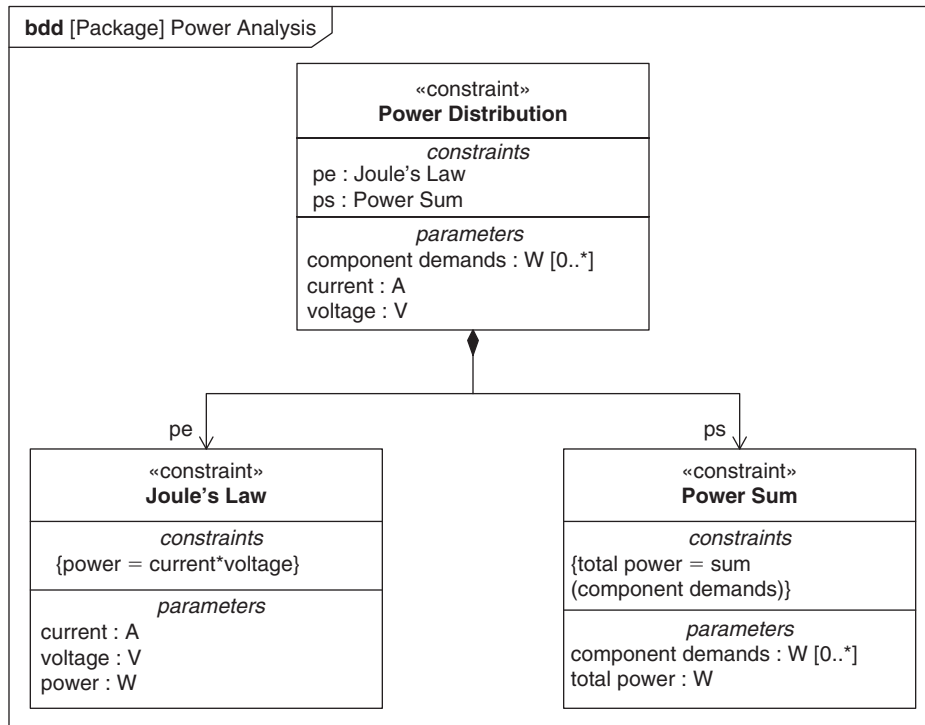 bdd [Package] Power Analysis
«constraint»
Power Distribution
constraints
pe : Joule’s Law
ps : Power Sum
parameters
component demands : W [0..*]
current : A
voltage : V
pe
ps
«constraint»
Joule’s Law
constraints
{power = current*voltage}
parameters
current : A
voltage : V
power : W
«constraint»
Power Sum
constraints
{total power = sum
(component demands)}
parameters
component demands : W [0..*]
total power : W